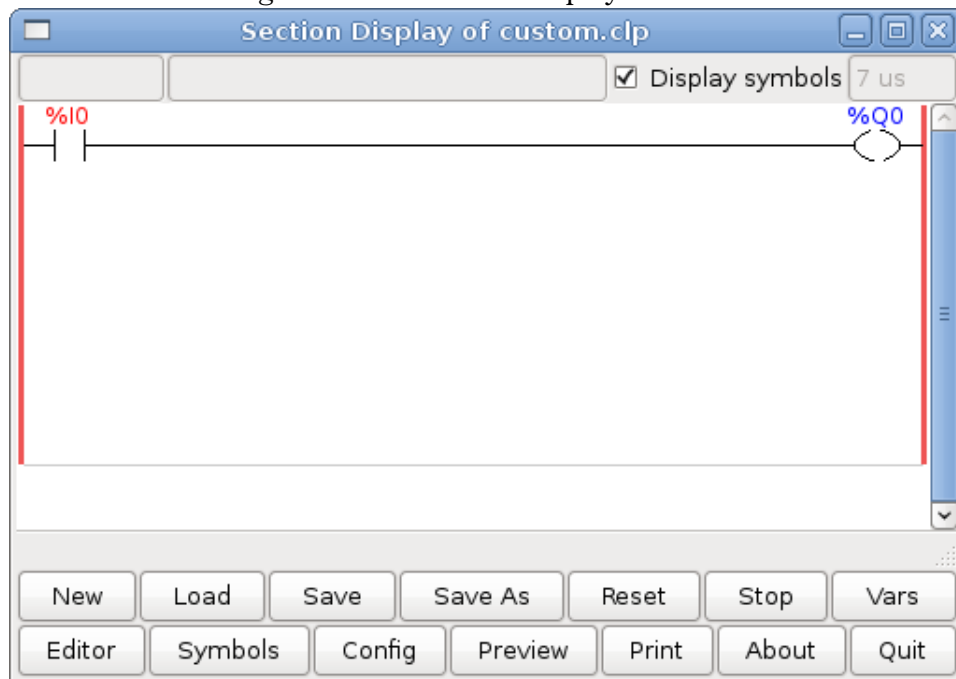 Section Display of custom.clp
Display symbols 7 us
%I0 %Q0
New Load Save Save As Reset Stop Vars
Editor Symbols Config Preview Print About Quit